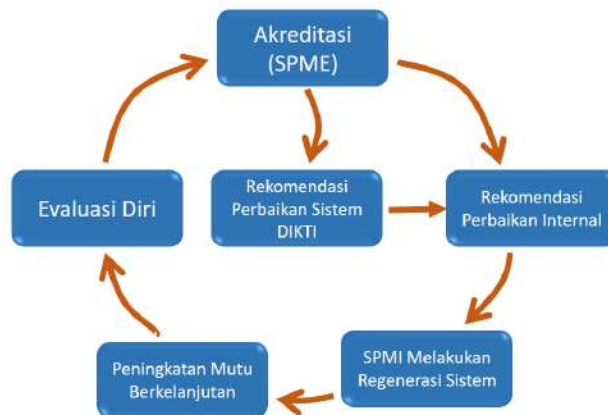 Akreditasi
(SPME)
Evaluasi Diri
Rekomendasi
Perbaikan Sistem
DIKTI
Rekomendasi
Perbaikan Internal
SPMI Melakukan
Regenerasi Sistem
Peningkatan Mutu
Berkelanjutan